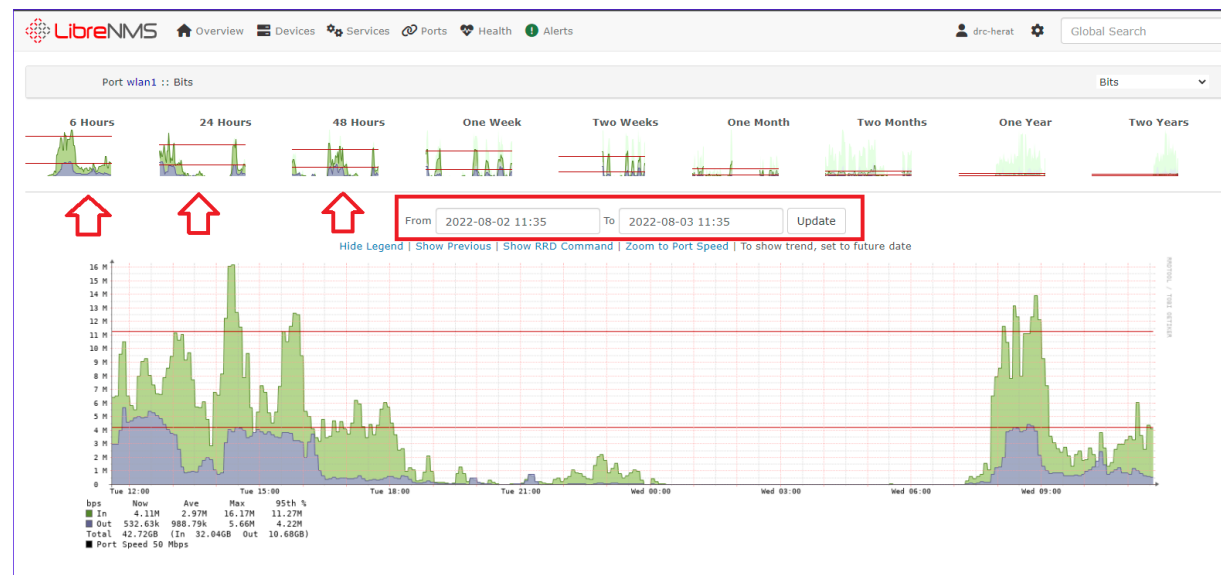 LibreNMS Overview Devices Services Ports Health Alerts drc-herat Global Search
Port wlan1 :: Bits Bits
6 Hours 24 Hours 48 Hours One Week Two Weeks One Month Two Months One Year Two Years
From 2022-08-02 11:35 To 2022-08-03 11:35 Update
Hide Legend | Show Previous | Show RRD Command | Zoom to Port Speed | To show trend, set to future date
RRDTOOL / TOBI OETIKER
16 M
15 M
14 M
13 M
12 M
11 M
10 M
9 M
8 M
7 M
6 M
5 M
4 M
3 M
2 M
1 M
0
Tue 12:00 Tue 15:00 Tue 18:00 Tue 21:00 Wed 00:00 Wed 03:00 Wed 06:00 Wed 09:00
bps Now Ave Max 95th %
In 4.11M 2.97M 16.17M 11.27M
Out 532.63k 988.79k 5.66M 4.22M
Total 42.72GB (In 32.04GB Out 10.68GB)
Port Speed 50 Mbps